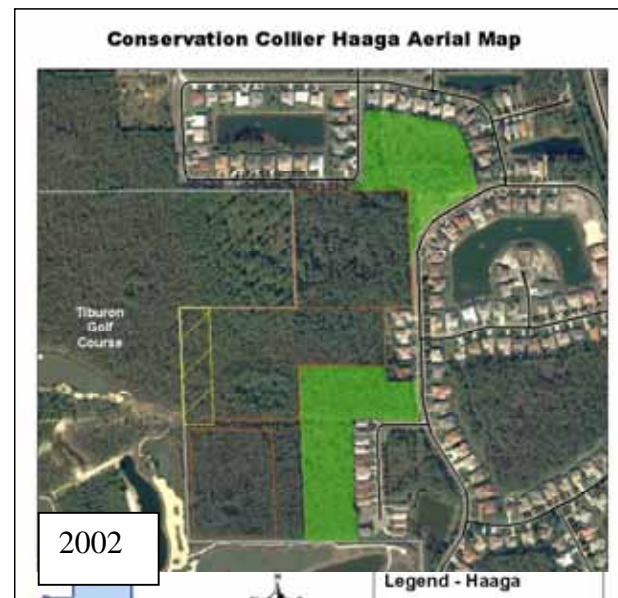 Conservation Collier Haaga Aerial Map
Tiburon
Golf
Course
2002
N
Legend - Haaga